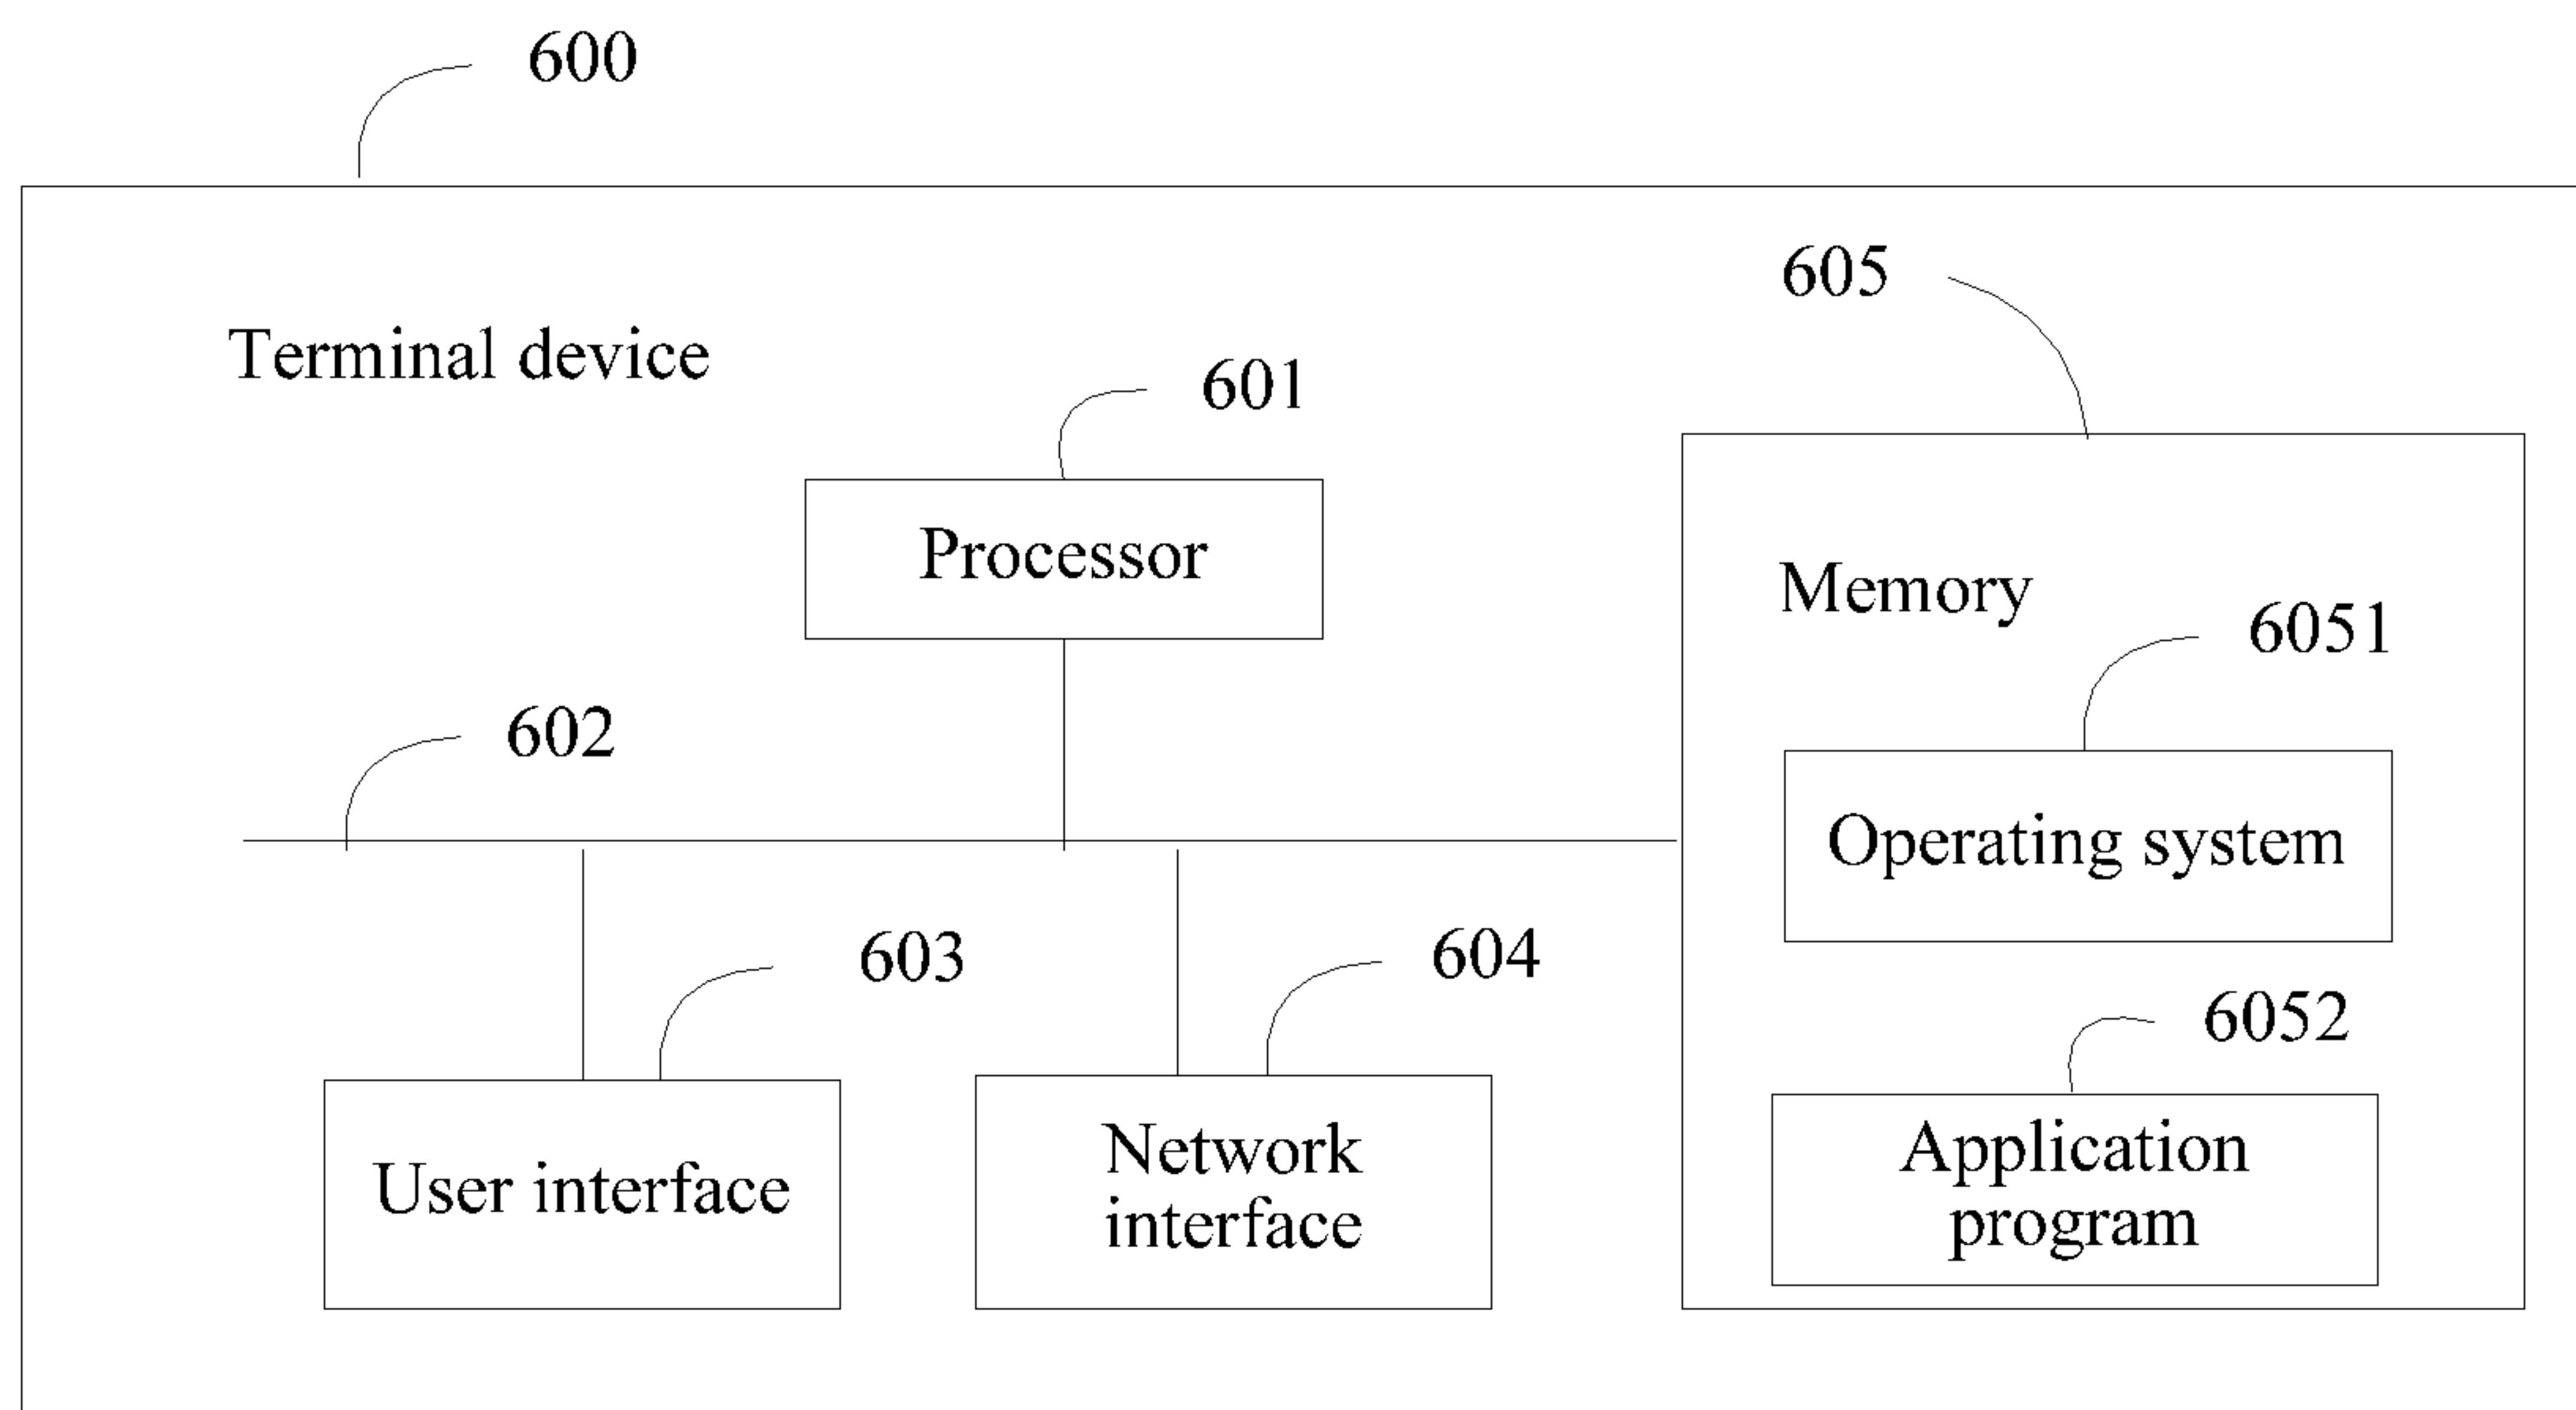 600
Terminal device
605
601
Processor
Memory
6051
602
Operating system
603
604
6052
User interface
Network
interface
Application
program